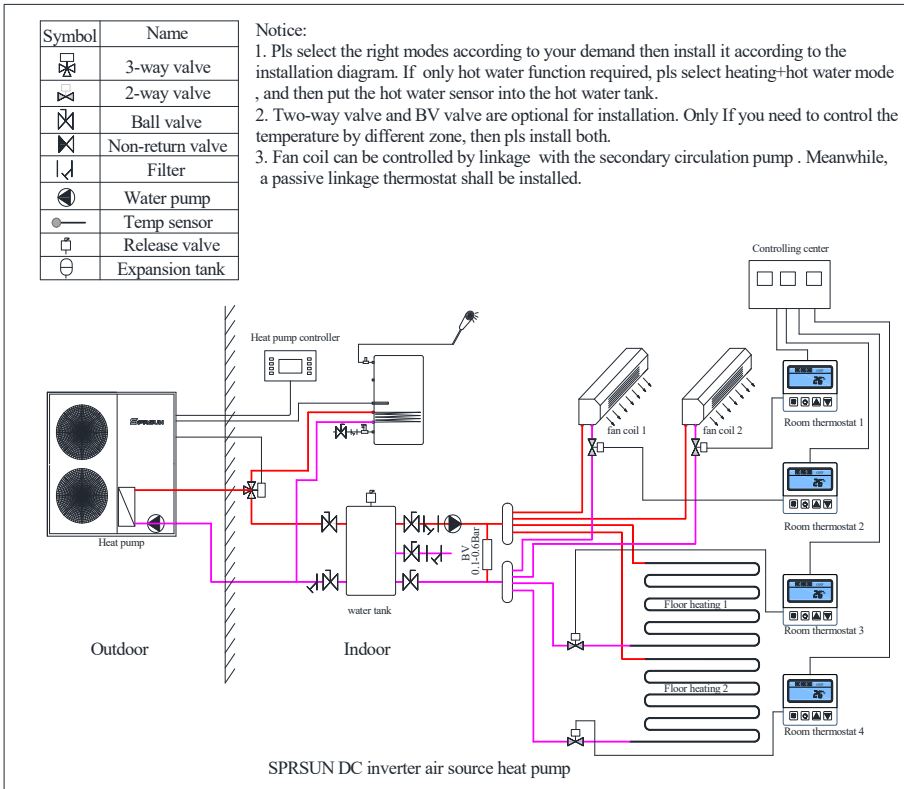 Symbol Name
3-way valve
2-way valve
Ball valve
Non-return valve
Filter
Water pump
Temp sensor
Release valve
Expansion tank
Notice:
1. Pls select the right modes according to your demand then install it according to the
installation diagram. If only hot water function required, pls select heating+hot water mode
, and then put the hot water sensor into the hot water tank.
2. Two-way valve and BV valve are optional for installation. Only If you need to control the
temperature by different zone, then pls install both.
3. Fan coil can be controlled by linkage with the secondary circulation pump . Meanwhile,
a passive linkage thermostat shall be installed.
Controlling center
Heat pump controller
SPRSUN
Heat pump
fan coil 1
fan coil 2
26
Room thermostat 1
26
Room thermostat 2
BV
0.1-0.6Bar
water tank
Floor heating 1
26
Room thermostat 3
Floor heating 2
26
Room thermostat 4
Outdoor
Indoor
SPRSUN DC inverter air source heat pump